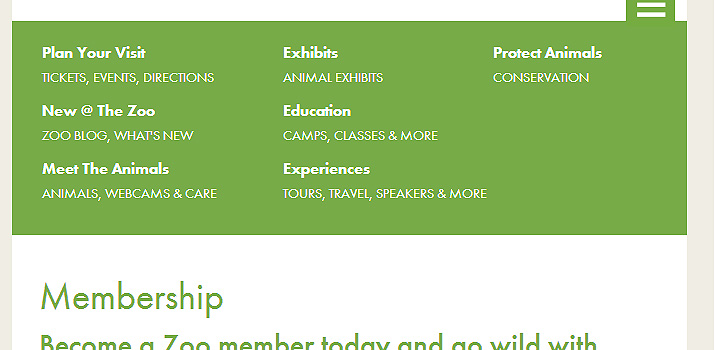 Plan Your Visit
TICKETS, EVENTS, DIRECTIONS
New @ The Zoo
ZOO BLOG, WHAT'S NEW
Meet The Animals
ANIMALS, WEBCAMS & CARE
Exhibits
ANIMAL EXHIBITS
Education
CAMPS, CLASSES & MORE
Experiences
TOURS, TRAVEL, SPEAKERS & MORE
Protect Animals
CONSERVATION
Membership
Become a Zoo member today and go wild with